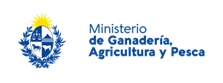 Ministerio
de Ganadería,
Agricultura y Pesca